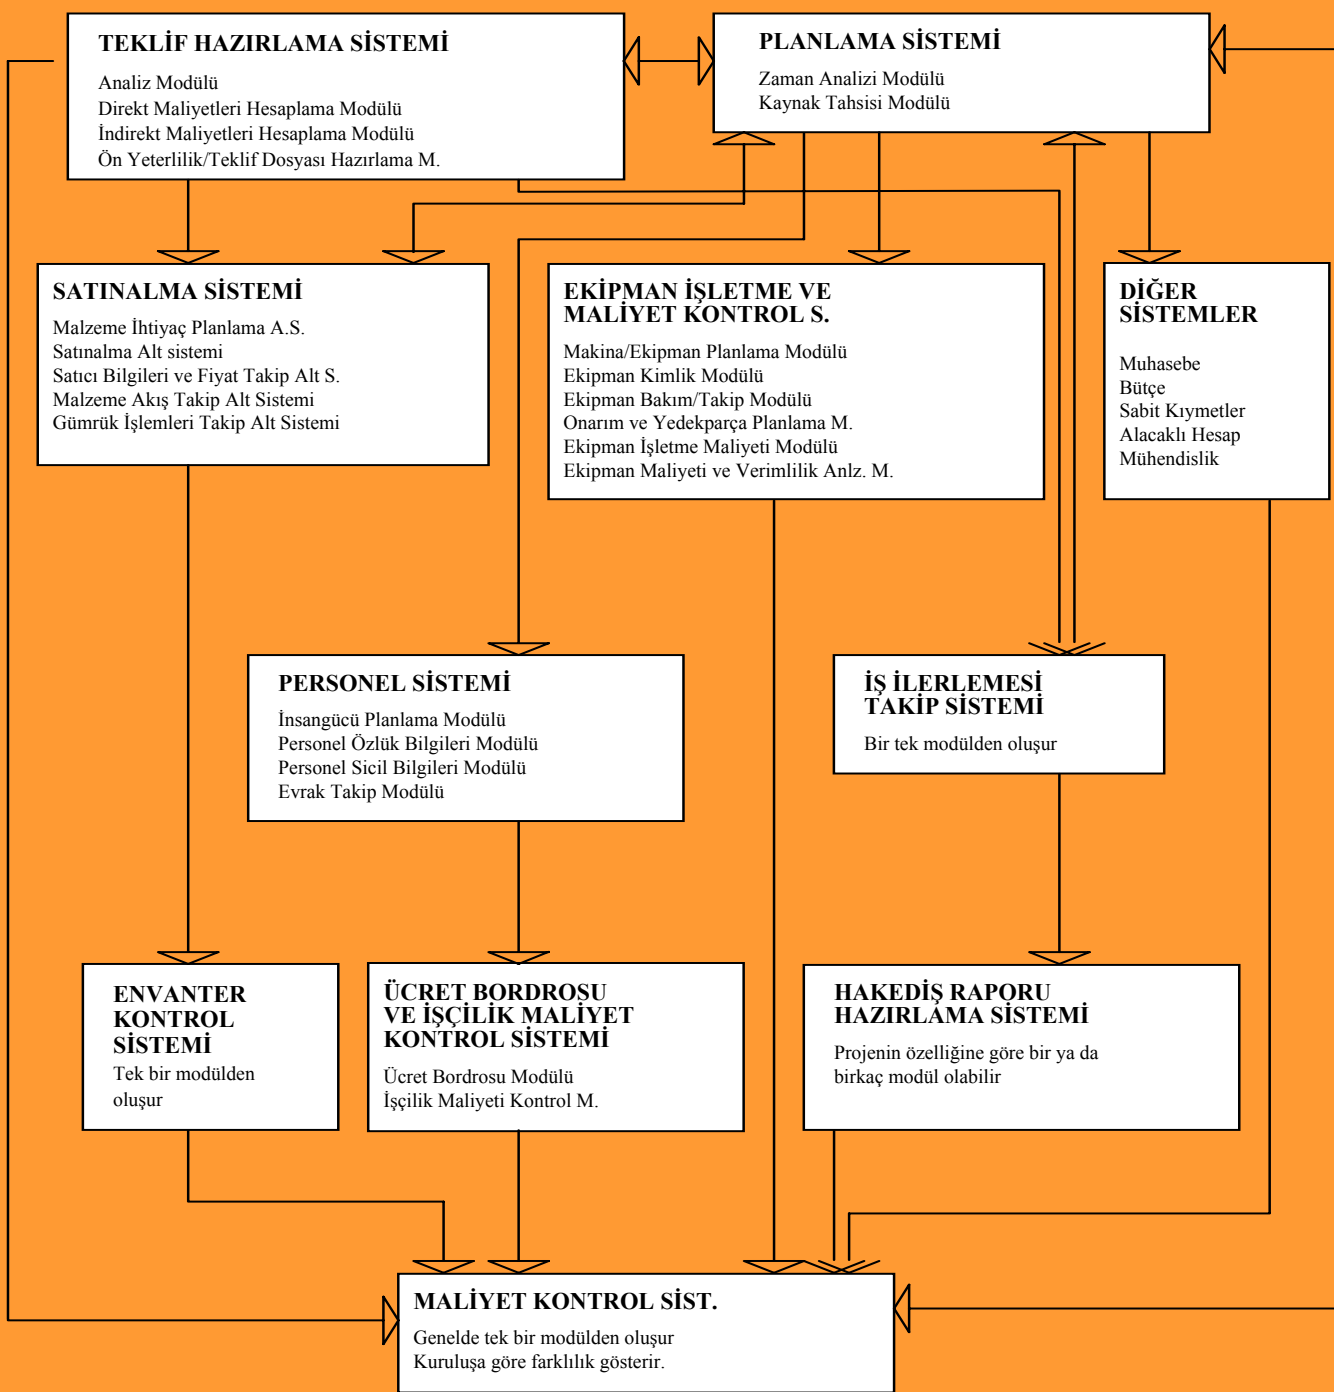 TEKLİF HAZIRLAMA SİSTEMİ
Analiz Modülü
Direkt Maliyetleri Hesaplama Modülü
İndirekt Maliyetleri Hesaplama Modülü
Ön Yeterlilik/Teklif Dosyası Hazırlama M.
PLANLAMA SİSTEMİ
Zaman Analizi Modülü
Kaynak Tahsisi Modülü
SATINALMA SİSTEMİ
Malzeme İhtiyaç Planlama A.S.
Satınalma Alt sistemi
Satıcı Bilgileri ve Fiyat Takip Alt S.
Malzeme Akış Takip Alt Sistemi
Gümrük İşlemleri Takip Alt Sistemi
EKİPMAN İŞLETME VE
MALİYET KONTROL S.
Makina/Ekipman Planlama Modülü
Ekipman Kimlik Modülü
Ekipman Bakım/Takip Modülü
Onarım ve Yedekparça Planlama M.
Ekipman İşletme Maliyeti Modülü
Ekipman Maliyeti ve Verimlilik Anlz. M.
DİĞER
SİSTEMLER
Muhasebe
Bütçe
Sabit Kıymetler
Alacaklı Hesap
Mühendislik
PERSONEL SİSTEMİ
İnsangücü Planlama Modülü
Personel Özlük Bilgileri Modülü
Personel Sicil Bilgileri Modülü
Evrak Takip Modülü
İŞ İLERLEMESİ
TAKİP SİSTEMİ
Bir tek modülden oluşur
ENVANTER
KONTROL
SİSTEMİ
Tek bir modülden
oluşur
ÜCRET BORDROSU
VE İŞÇİLİK MALİYET
KONTROL SİSTEMİ
Ücret Bordrosu Modülü
İşçilik Maliyeti Kontrol M.
HAKEDİŞ RAPORU
HAZIRLAMA SİSTEMİ
Projenin özelliğine göre bir ya da
birkaç modül olabilir
MALİYET KONTROL SİST.
Genelde tek bir modülden oluşur
Kuruluşa göre farklılık gösterir.